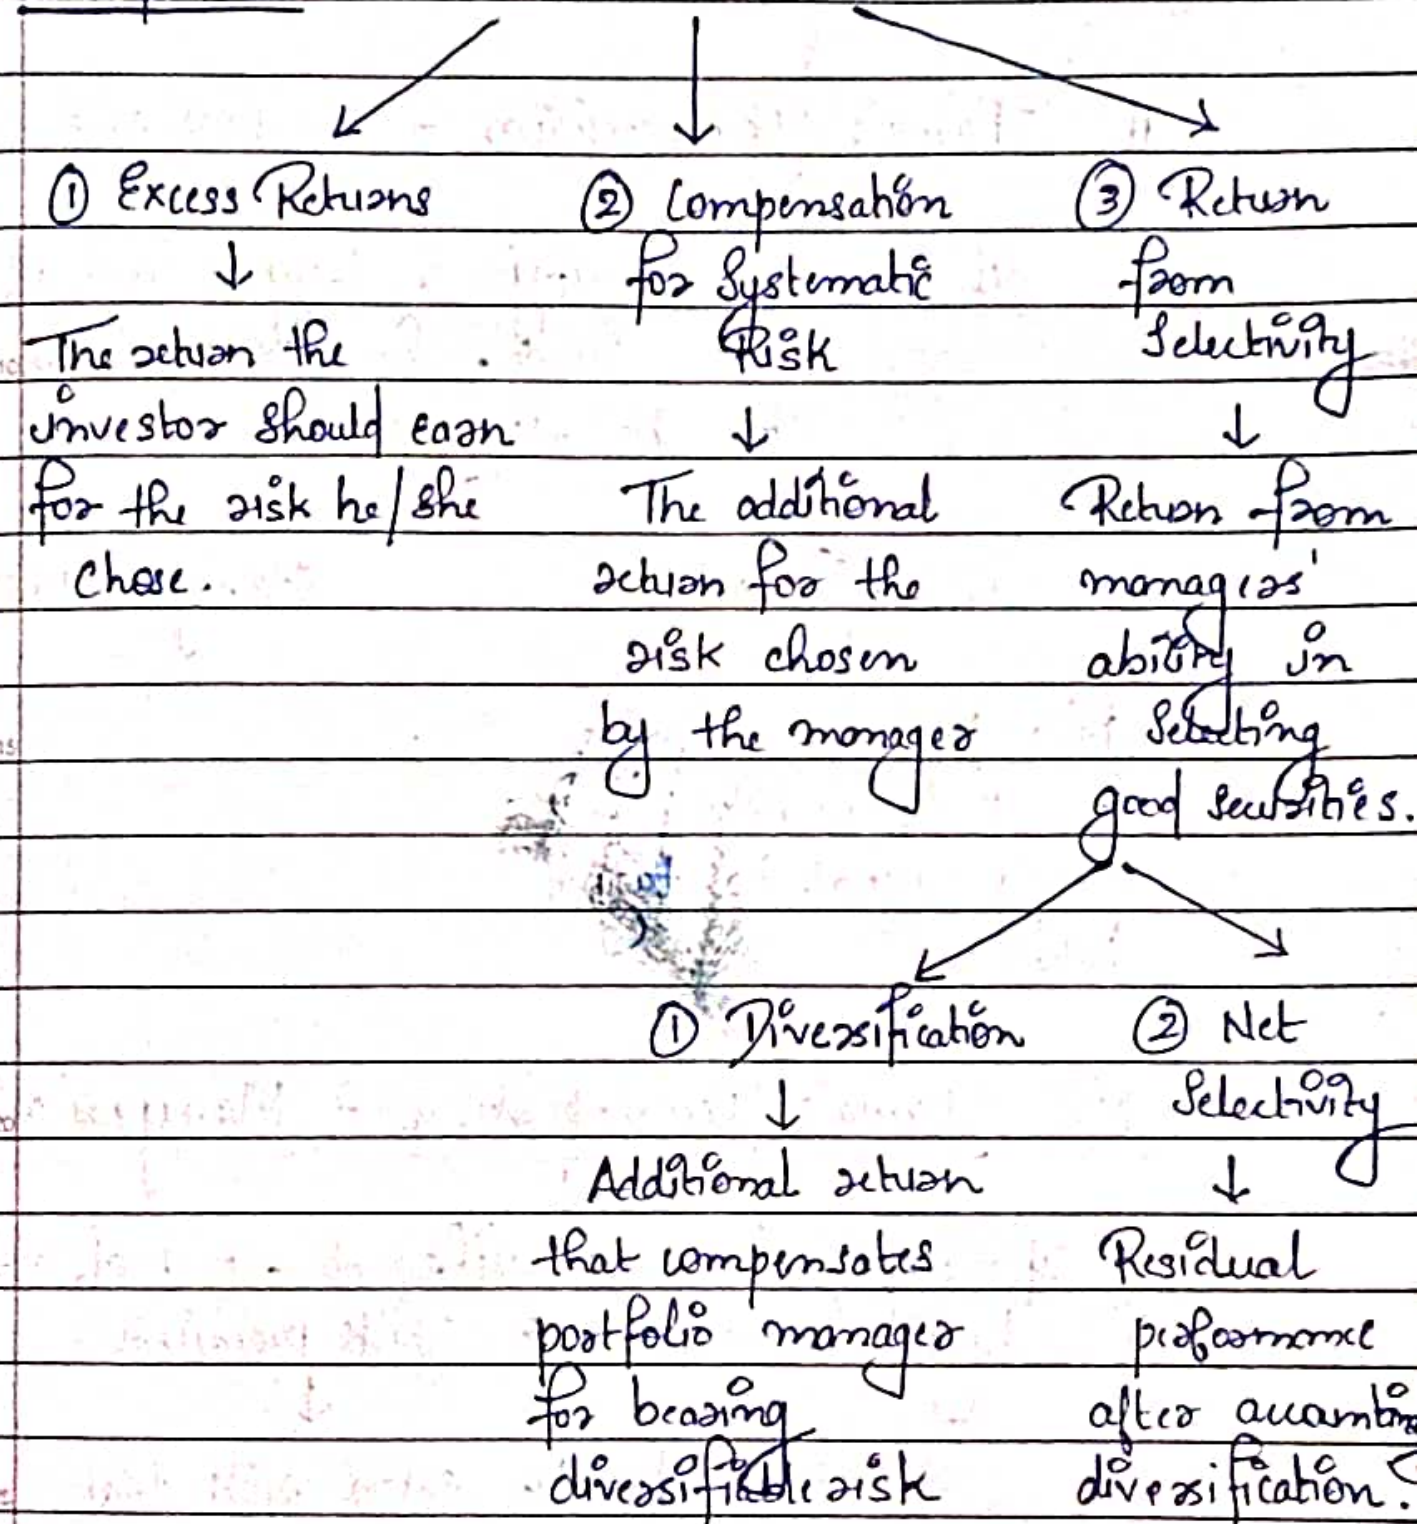 ① Excess Returns
↓
The return the
investor should earn
for the risk he/she
chose.
② Compensation
for Systematic
Risk
↓
The additional
return for the
risk chosen
by the manager
③ Return
from
Selectivity
↓
Return from
managers'
ability in
Selecting
good securities.
① Diversification
↓
Additional return
that compensates
portfolio manager
for bearing
diversifiable risk
② Net
Selectivity
↓
Residual
performance
after
diversification.